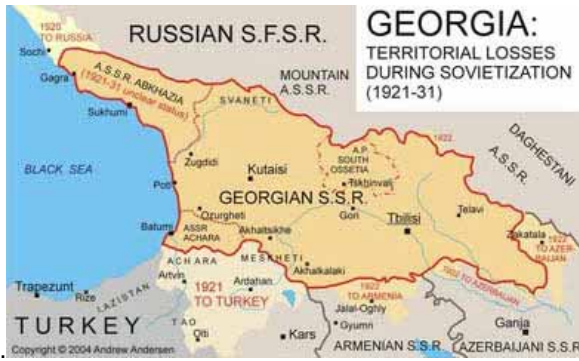 GEORGIA:
TERRITORIAL LOSSES
DURING SOVIETIZATION
(1921-31)
1920
TO RUSSIA
RUSSIAN S.F.S.R.
Sochi
Gagra
A.S.S.R. ABKHAZIA
(1921-31 unclear status)
MOUNTAIN
A.S.S.R.
SVANETI
Sukhumi
1922
DAGHESTANI
A.S.S.R.
BLACK SEA
Zugdidi
Kutaisi
A.P.
SOUTH
OSSETIA
Tskhinvali
Poti
GEORGIAN S.S.R.
Gori
Telavi
Ozurgheti
Tbilisi
Zakatala
1922
TO AZER-
BAIJAN
Batumi
ASSR
ACHARA
Akhaltsikhe
MESKHETI
ACHARA
Akhalkalaki
1922 TO AZERBAIJAN
Trapezunt
Rize
LAZISTAN
Artvin
Ardahan
1921
TO TURKEY
1922
TO ARMENIA
Jalal-Oghly
Gyumri
TURKEY
TAO
Olti
Kars
ARMENIAN S.S.R.
Ganja
AZERBAIJANI S.S.R.
Copyright © 2004 Andrew Andersen